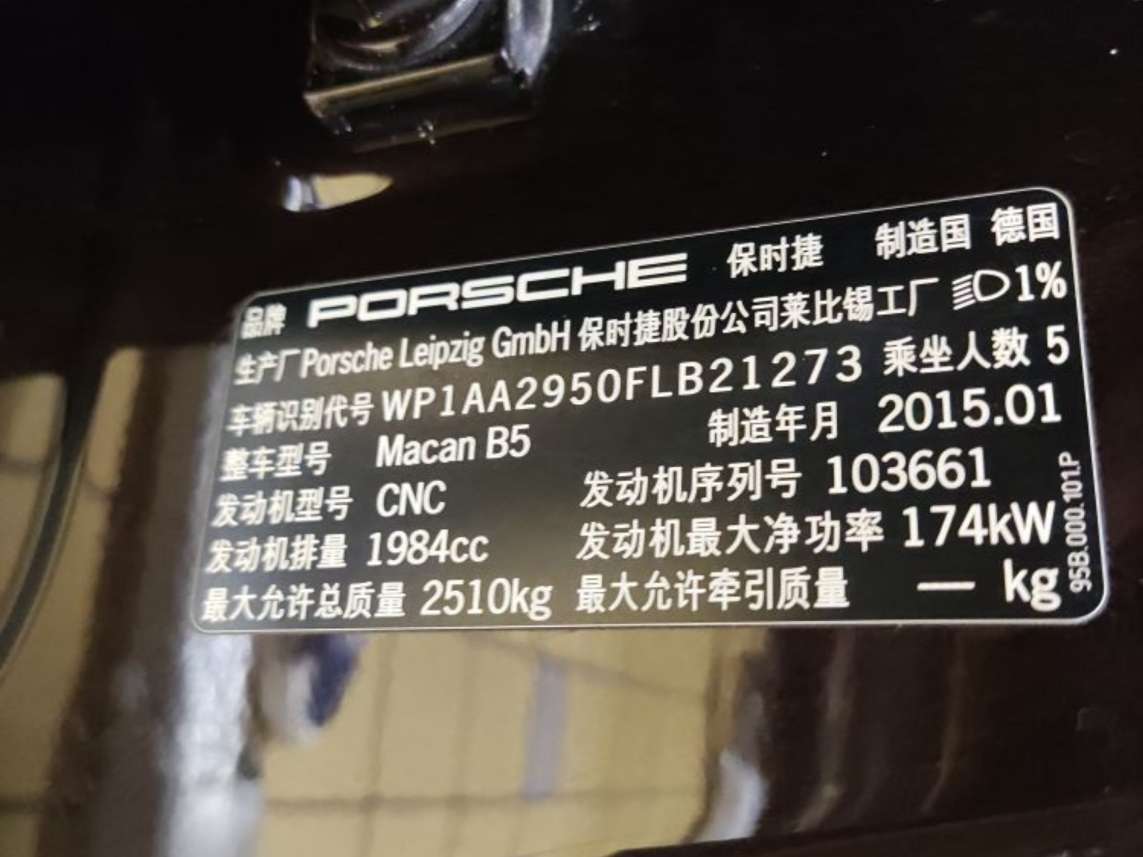 品牌 PORSCHE 保时捷 制造国 德国
生产厂 Porsche Leipzig GmbH 保时捷股份公司莱比锡工厂 1%
车辆识别代号 WP1AA2950FLB21273 乘坐人数 5
整车型号 Macan B5 制造年月 2015.01
发动机型号 CNC 发动机序列号 103661
发动机排量 1984cc 发动机最大净功率 174kW
最大允许总质量 2510kg 最大允许牵引质量 — kg
95B.000.101.P